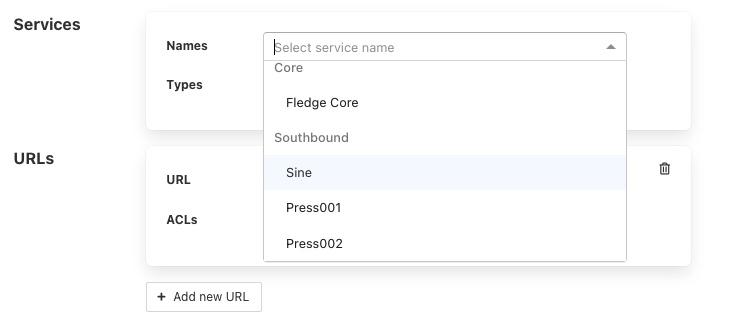 Services
Names
Select service name
Types
Core
Fledge Core
Southbound
Sine
Press001
Press002
URLs
URL
ACLs
+ Add new URL